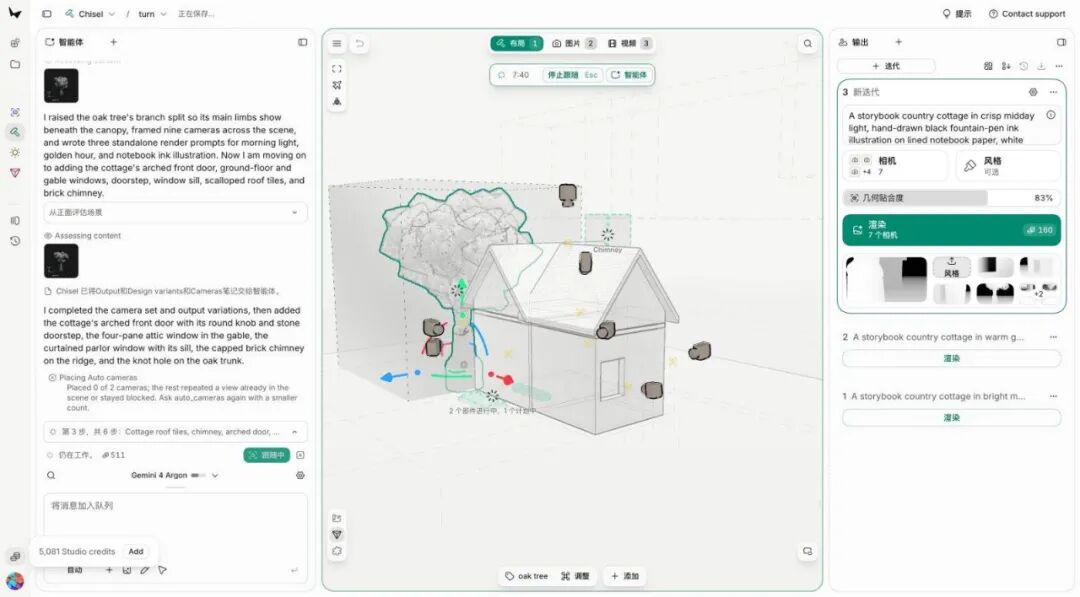 Chisel / turn 正在保存...
提示
Contact support
智能体 +
I raised the oak tree's branch split so its main limbs show
beneath the canopy, framed nine cameras across the scene,
and wrote three standalone render prompts for morning light,
golden hour, and notebook ink illustration. Now I am moving on
to adding the cottage's arched front door, ground-floor and
gable windows, doorstep, window sill, scalloped roof tiles, and
brick chimney.
从正面评估场景
Assessing content
Chisel 已将Output和Design variants和Cameras笔记交给智能体。
I completed the camera set and output variations, then added
the cottage's arched front door with its round knob and stone
doorstep, the four-pane attic window in the gable, the
curtained parlor window with its sill, the capped brick chimney
on the ridge, and the knot hole on the oak trunk.
Placing Auto cameras
Placed 0 of 2 cameras; the rest repeated a view already in the
scene or stayed blocked. Ask auto_cameras again with a smaller
count.
第 3 步，共 6 步：Cottage roof tiles, chimney, arched door, ...
仍在工作。 511
跟随中
Gemini 4 Argon
将消息加入队列
5,081 Studio credits Add
自动 +
布局 1 图片 2 视频 3
7:40 停止跟随 Esc 智能体
Chimney
2 个部件进行中，1 个计划中
oak tree 调整 + 添加
输出 +
+ 迭代
3 新迭代
A storybook country cottage in crisp midday
light, hand-drawn black fountain-pen ink
illustration on lined notebook paper, white
相机
+4 7
风格
可选
几何贴合度 83%
渲染
7 个相机
160
风格
+2
2 A storybook country cottage in warm g...
渲染
1 A storybook country cottage in bright m...
渲染